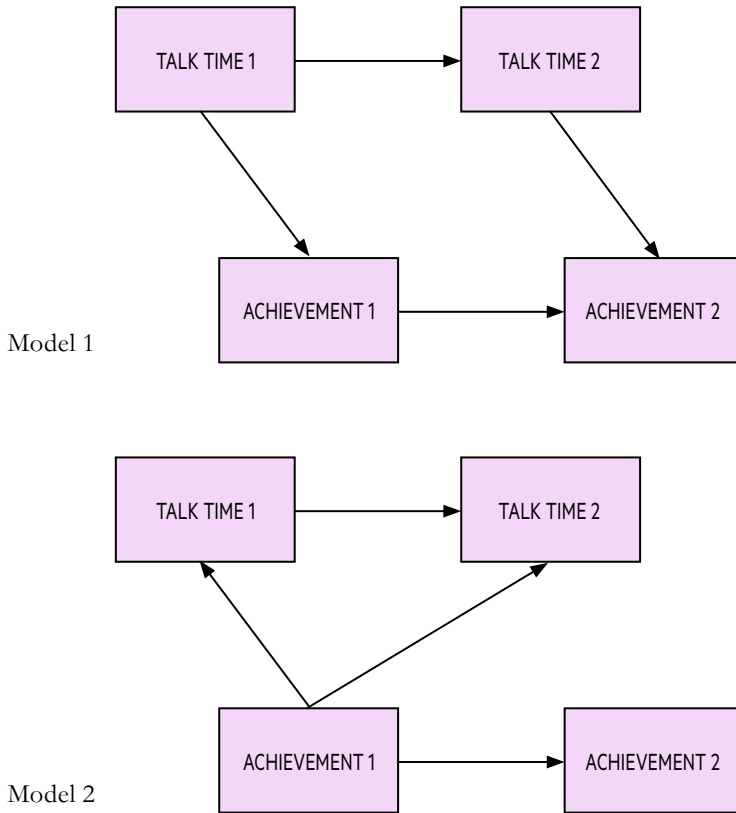 TALK TIME 1
TALK TIME 2
ACHIEVEMENT 1
ACHIEVEMENT 2
Model 1
TALK TIME 1
TALK TIME 2
ACHIEVEMENT 1
ACHIEVEMENT 2
Model 2